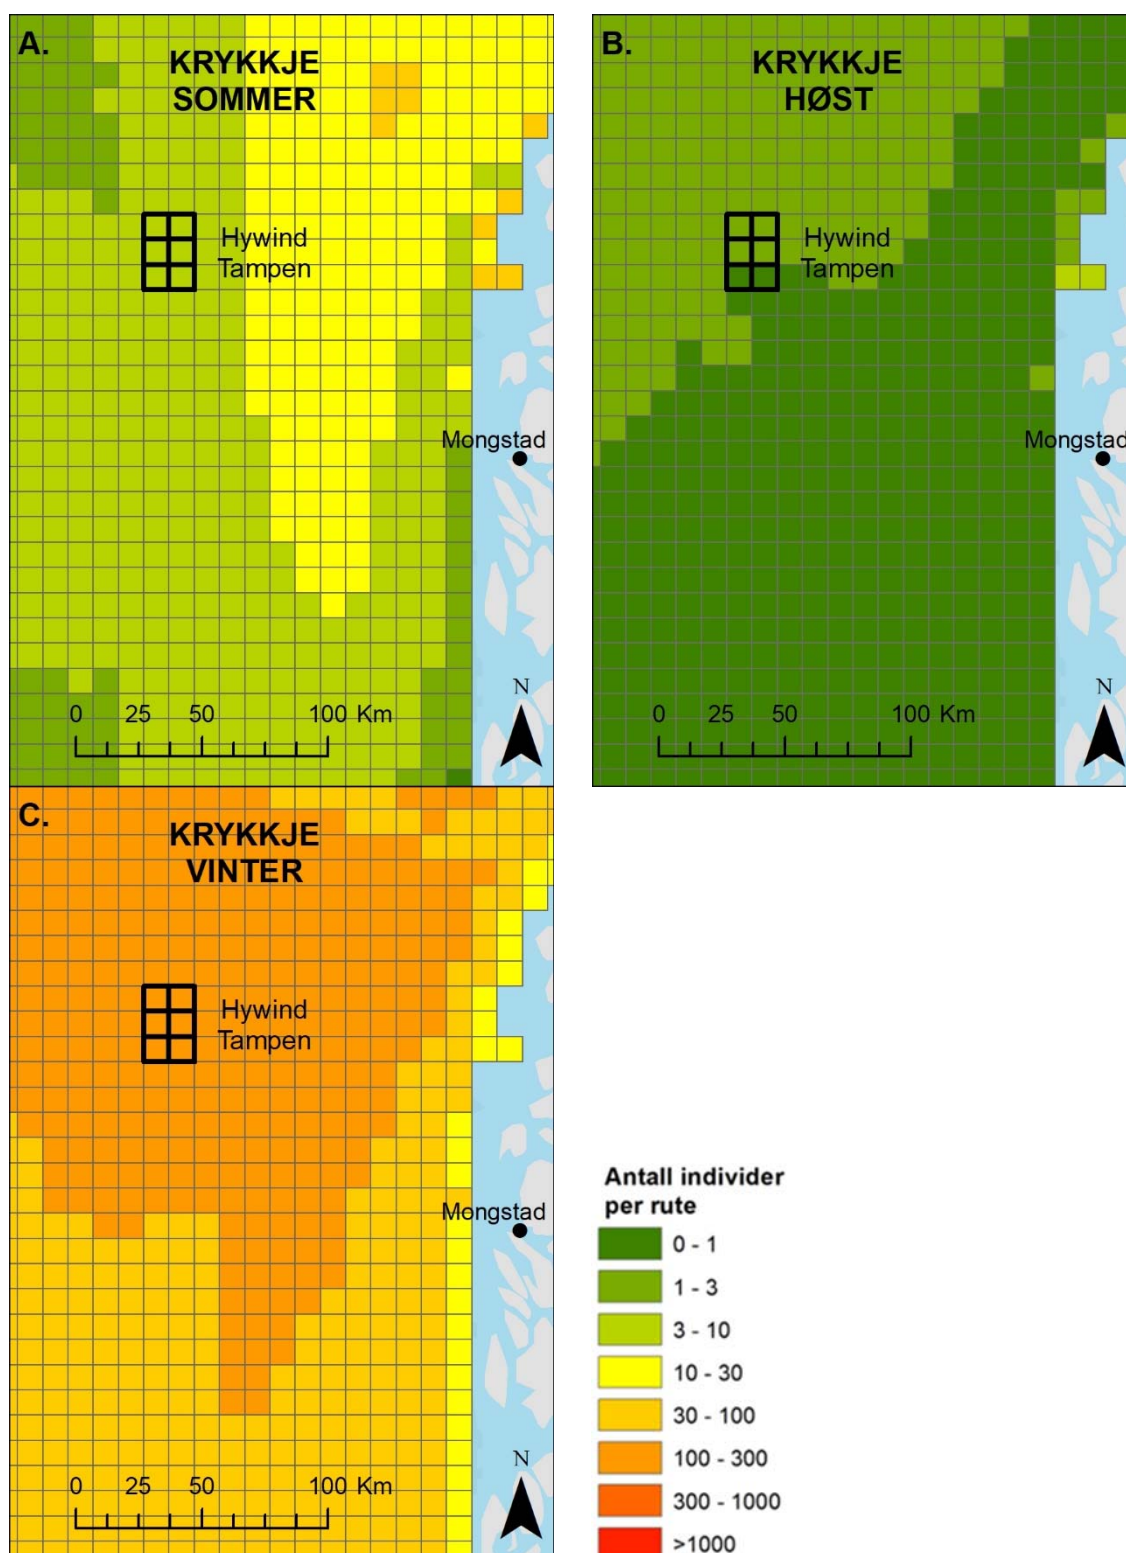 A.
KRYKKJE
SOMMER
Hywind
Tampen
Mongstad
N
0 25 50 100 Km
B.
KRYKKJE
HØST
Hywind
Tampen
Mongstad
N
0 25 50 100 Km
C.
KRYKKJE
VINTER
Hywind
Tampen
Mongstad
N
0 25 50 100 Km
Antall individer
per rute
0 - 1
1 - 3
3 - 10
10 - 30
30 - 100
100 - 300
300 - 1000
>1000